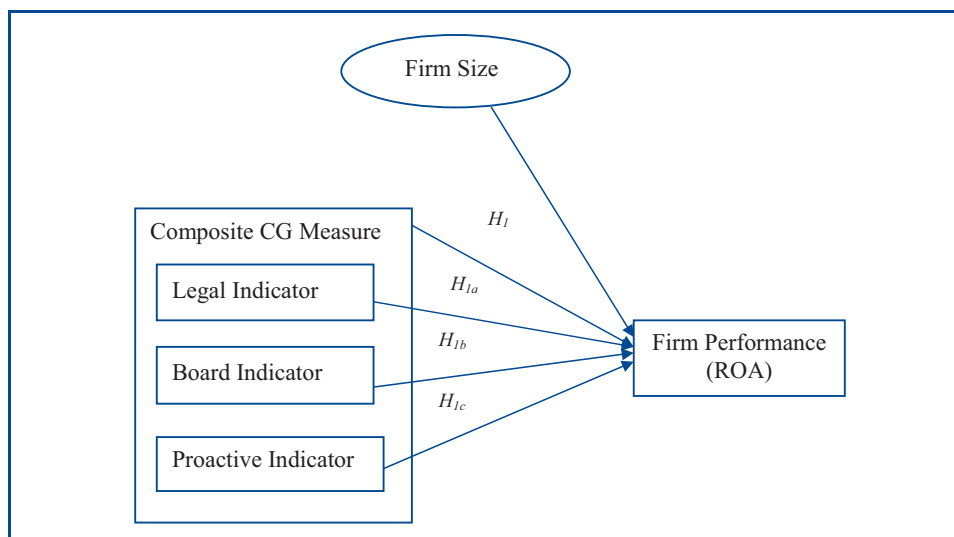 Firm Size
H1
Composite CG Measure
Legal Indicator
H1a
H1b
Board Indicator
Firm Performance
(ROA)
H1c
Proactive Indicator